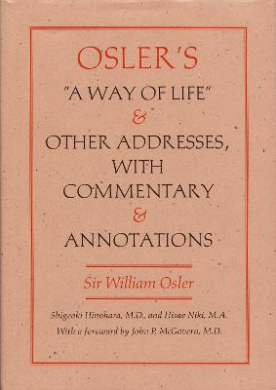 OSLER'S
"A WAY OF LIFE"
&
OTHER ADDRESSES,
WITH
COMMENTARY
&
ANNOTATIONS
Sir William Osler
Shigeaki Hinohara, M.D., and Hisae Niki, M.A.
With a foreword by John P. McGovern, M.D.